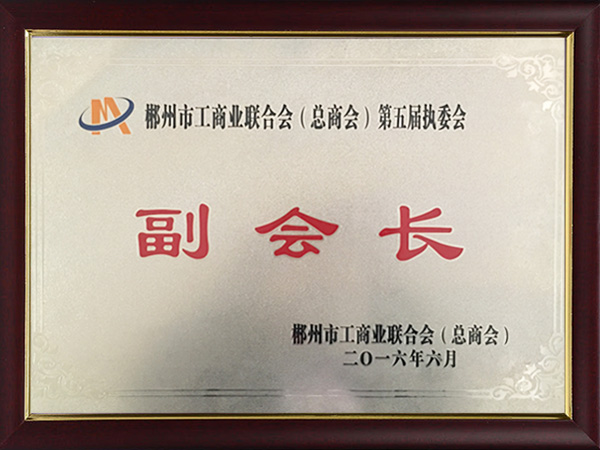 郴州市工商业联合会（总商会）第五届执委会
副会长
郴州市工商业联合会（总商会）
二〇一六年六月